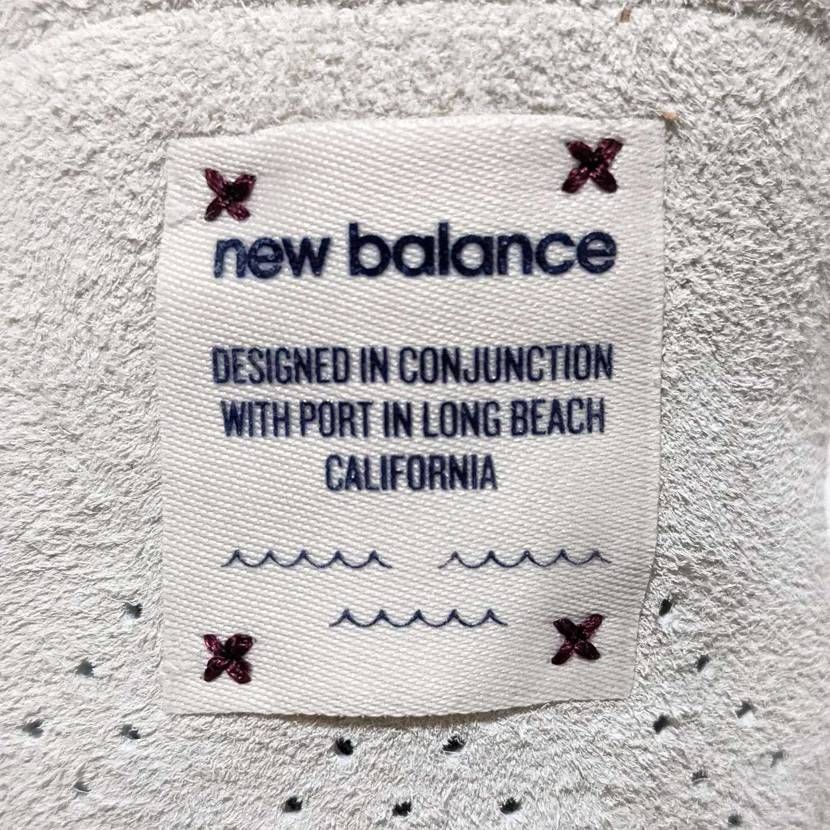 new balance
DESIGNED IN CONJUNCTION
WITH PORT IN LONG BEACH
CALIFORNIA